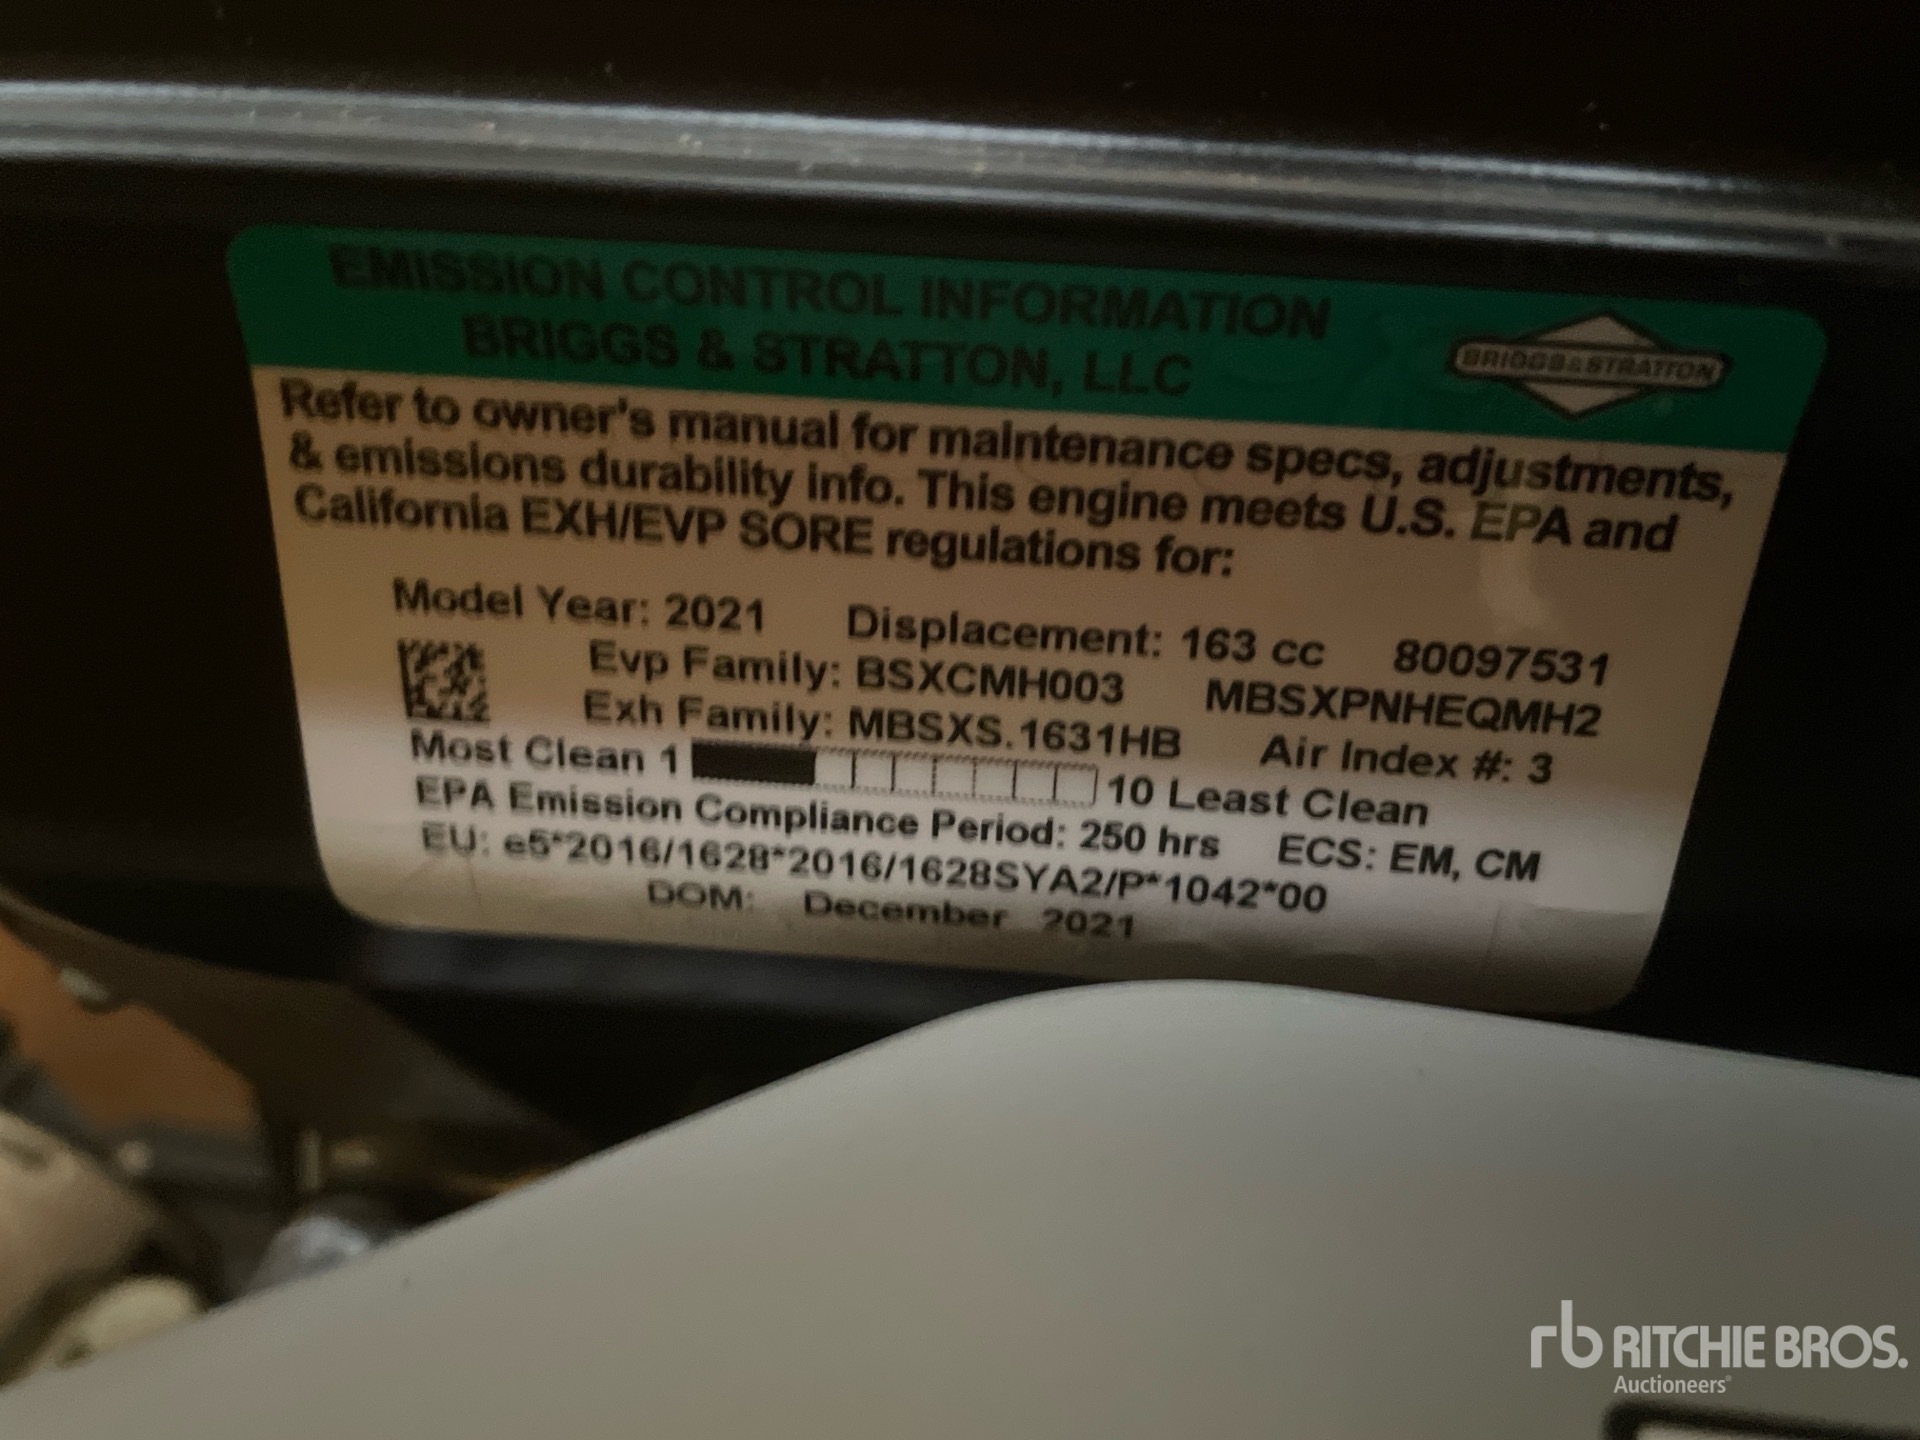 EMISSION CONTROL INFORMATION
BRIGGS & STRATTON, LLC
BRIGGS&STRATTON
Refer to owner's manual for maintenance specs, adjustments,
& emissions durability info. This engine meets U.S. EPA and
California EXH/EVP SORE regulations for:
Model Year: 2021 Displacement: 163 cc 80097531
Evp Family: BSXCMH003 MBSXPNHEQMH2
Exh Family: MBSXS.1631HB Air Index #: 3
Most Clean 1 10 Least Clean
EPA Emission Compliance Period: 250 hrs ECS: EM, CM
EU: e5*2016/1628*2016/1628SYA2/P*1042*00
DOM: December 2021
rb RITCHIE BROS.
Auctioneers